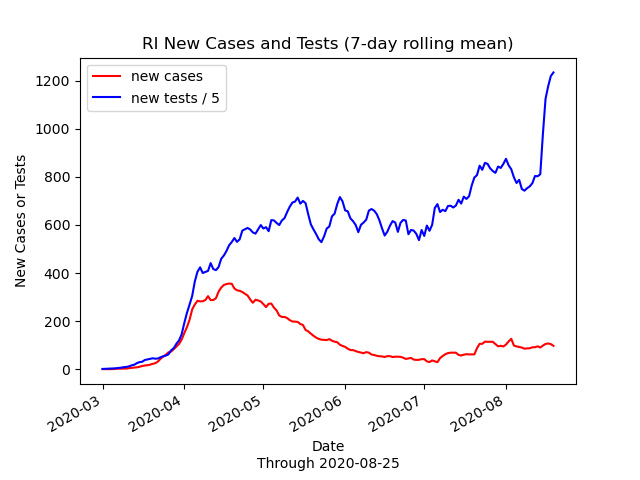 RI New Cases and Tests (7-day rolling mean)
new cases
new tests / 5
New Cases or Tests
1200
1000
800
600
400
200
0
2020-03
2020-04
2020-05
2020-06
2020-07
2020-08
Date
Through 2020-08-25